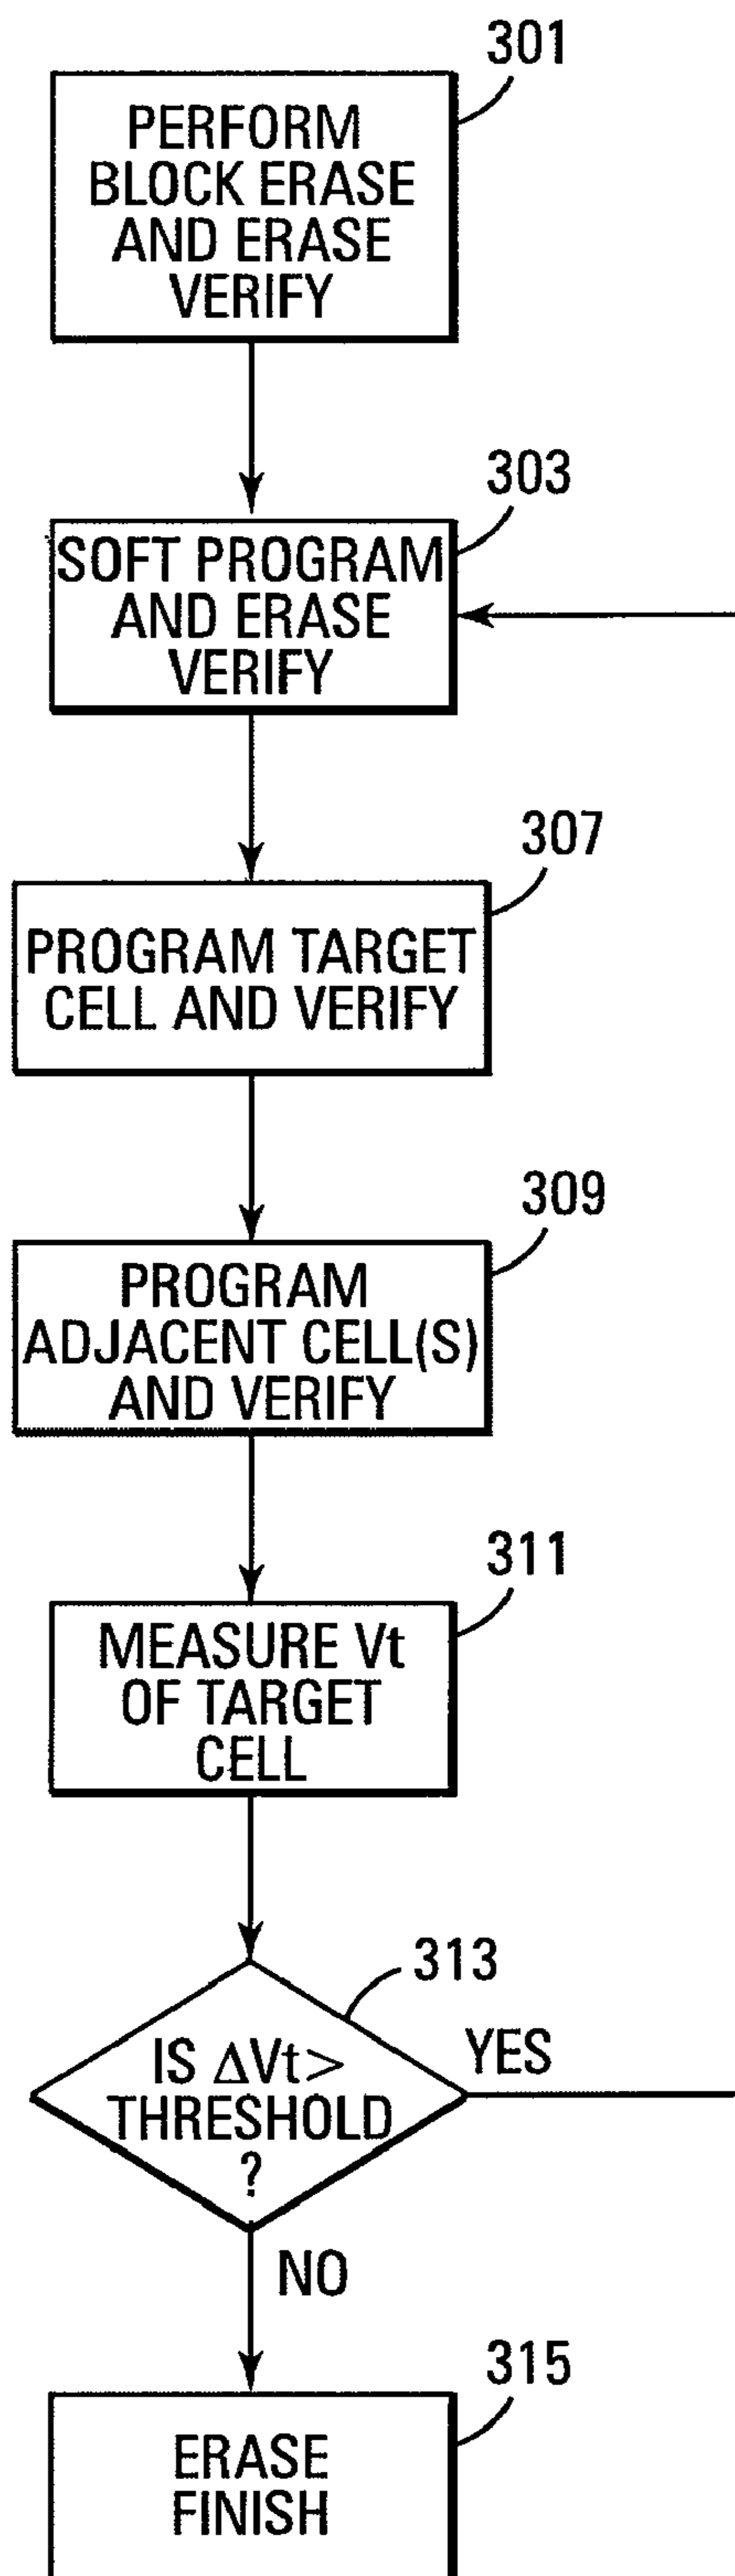 301
PERFORM
BLOCK ERASE
AND ERASE
VERIFY
303
SOFT PROGRAM
AND ERASE
VERIFY
307
PROGRAM TARGET
CELL AND VERIFY
309
PROGRAM
ADJACENT CELL(S)
AND VERIFY
311
MEASURE Vt
OF TARGET
CELL
313
IS ΔVt>
THRESHOLD
?
YES
NO
315
ERASE
FINISH